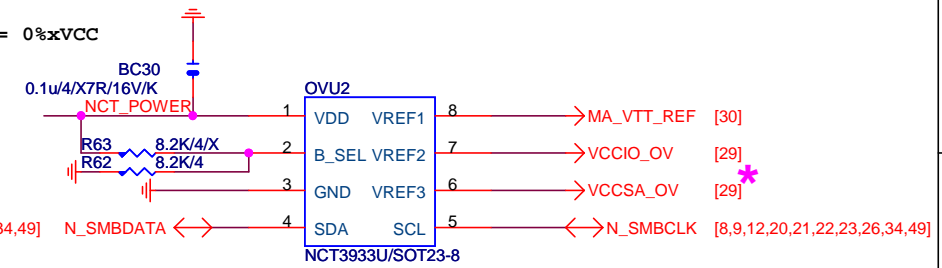 = 0%xVCC
BC30
0.1u/4/X7R/16V/K
OVU2
NCT_POWER
1 VDD VREF1 8 MA_VTT_REF [30]
R63 8.2K/4/X
2 B_SEL VREF2 7 VCCIO_OV [29]
R62 8.2K/4
3 GND VREF3 6 VCCSA_OV [29] *
34,49] N_SMBDATA 4 SDA SCL 5 N_SMBCLK [8,9,12,20,21,22,23,26,34,49]
NCT3933U/SOT23-8